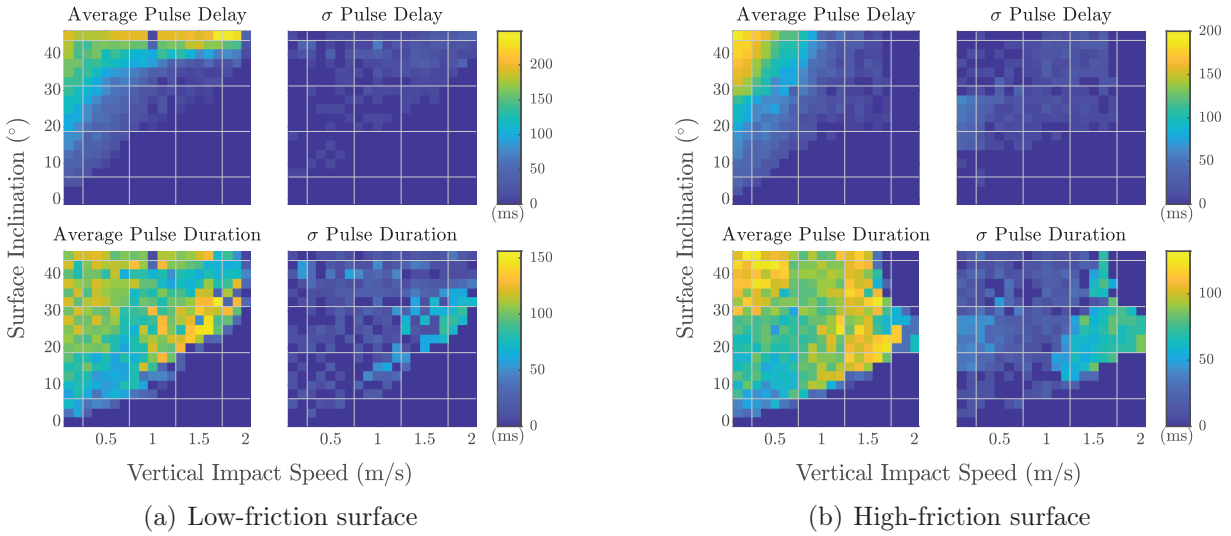 Average Pulse Delay
σ Pulse Delay
40
30
20
10
0
200
150
100
50
0
(ms)
Average Pulse Duration
σ Pulse Duration
40
30
20
10
0
0.5 1 1.5 2
0.5 1 1.5 2
150
100
50
0
(ms)
Surface Inclination (°)
Vertical Impact Speed (m/s)
(a) Low-friction surface
Average Pulse Delay
σ Pulse Delay
40
30
20
10
0
200
150
100
50
0
(ms)
Average Pulse Duration
σ Pulse Duration
40
30
20
10
0
0.5 1 1.5 2
0.5 1 1.5 2
100
50
0
(ms)
Surface Inclination (°)
Vertical Impact Speed (m/s)
(b) High-friction surface